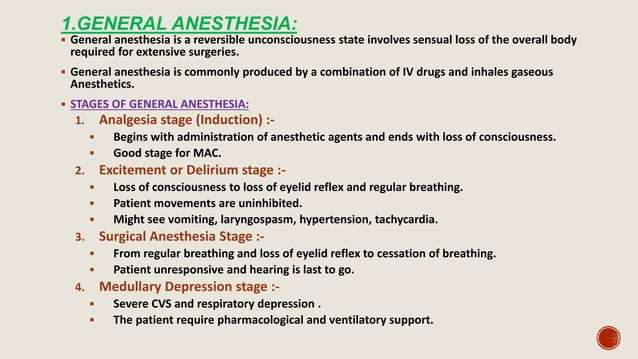 1.GENERAL ANESTHESIA:
▪ General anesthesia is a reversible unconsciousness state involves sensual loss of the overall body
required for extensive surgeries.
▪ General anesthesia is commonly produced by a combination of IV drugs and inhales gaseous
Anesthetics.
▪ STAGES OF GENERAL ANESTHESIA:
1. Analgesia stage (Induction) :-
▪ Begins with administration of anesthetic agents and ends with loss of consciousness.
▪ Good stage for MAC.
2. Excitement or Delirium stage :-
▪ Loss of consciousness to loss of eyelid reflex and regular breathing.
▪ Patient movements are uninhibited.
▪ Might see vomiting, laryngospasm, hypertension, tachycardia.
3. Surgical Anesthesia Stage :-
▪ From regular breathing and loss of eyelid reflex to cessation of breathing.
▪ Patient unresponsive and hearing is last to go.
4. Medullary Depression stage :-
▪ Severe CVS and respiratory depression .
▪ The patient require pharmacological and ventilatory support.